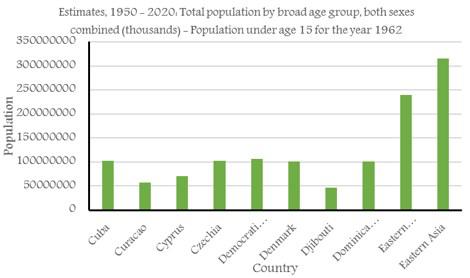 Estimates, 1950 - 2020: Total population by broad age group, both sexes
combined (thousands) - Population under age 15 for the year 1962
350000000
300000000
250000000
200000000
150000000
100000000
50000000
0
Population
Cuba
Curacao
Cyprus
Czechia
Democrati...
Denmark
Djibouti
Dominica...
Eastern...
Eastern Asia
Country